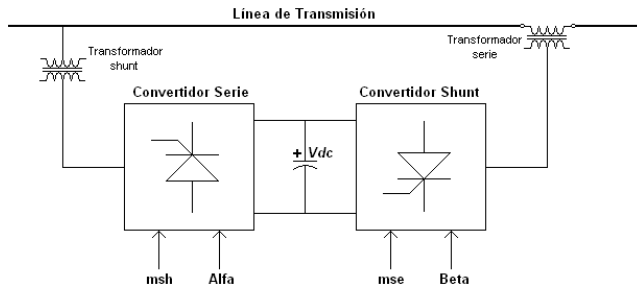 Línea de Transmisión
Transformador
shunt
Transformador
serie
Convertidor Serie
Convertidor Shunt
+ Vdc
msh
Alfa
mse
Beta